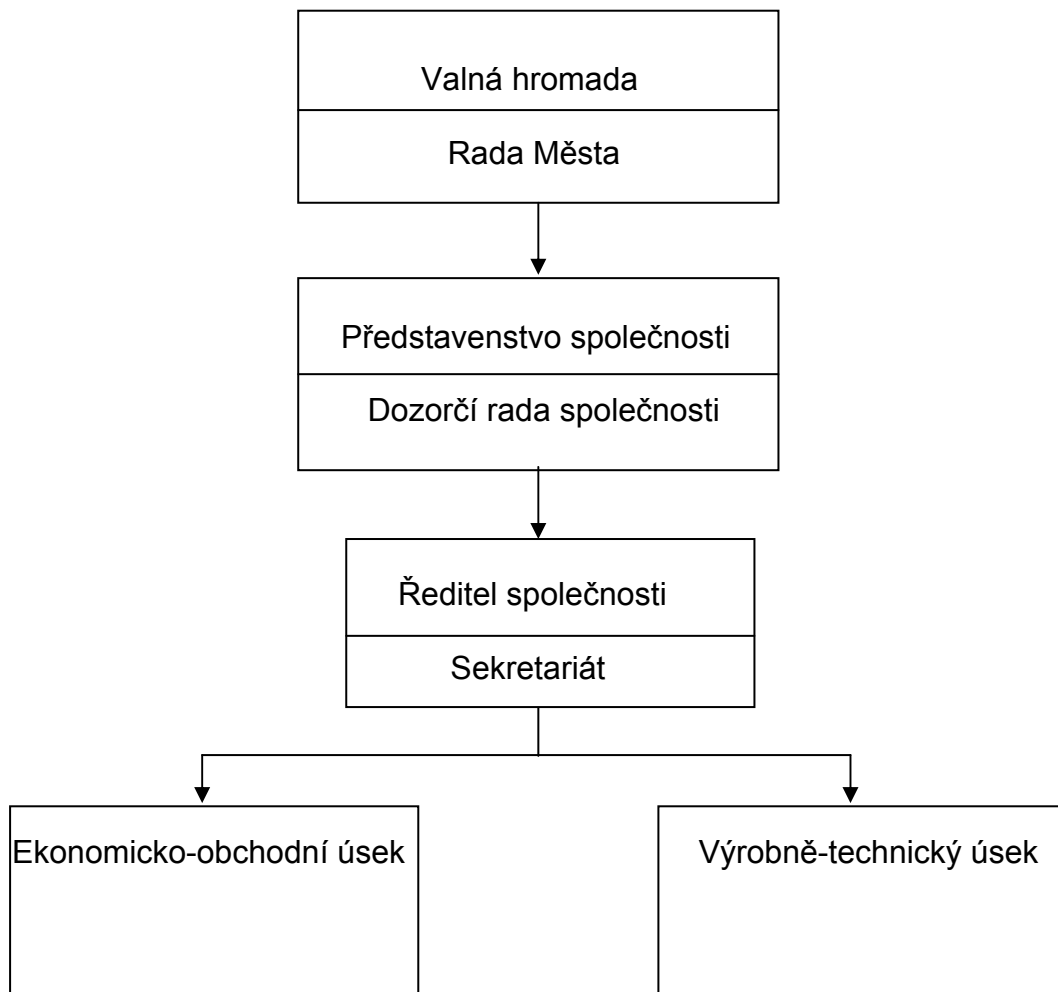 Valná hromada
Rada Města
Představenstvo společnosti
Dozorčí rada společnosti
Ředitel společnosti
Sekretariát
Ekonomicko-obchodní úsek
Výrobně-technický úsek